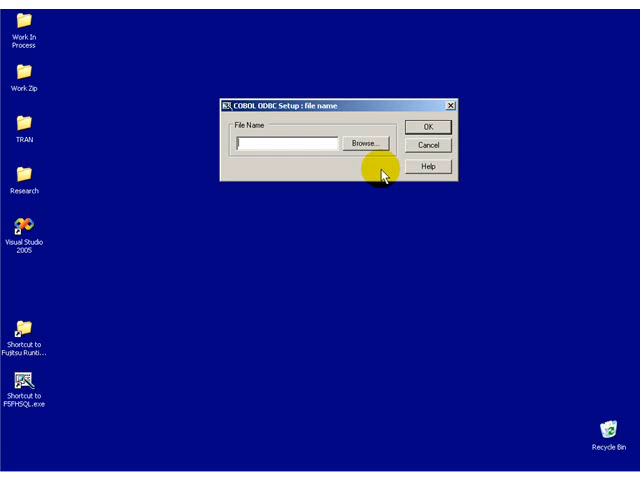 Work In
Process
Work Zip
TRAN
Research
Visual Studio
2005
Shortcut to
Fujitsu Runti...
Shortcut to
F5FHSQL.exe
COBOL ODBC Setup : file name
File Name
Browse...
OK
Cancel
Help
Recycle Bin